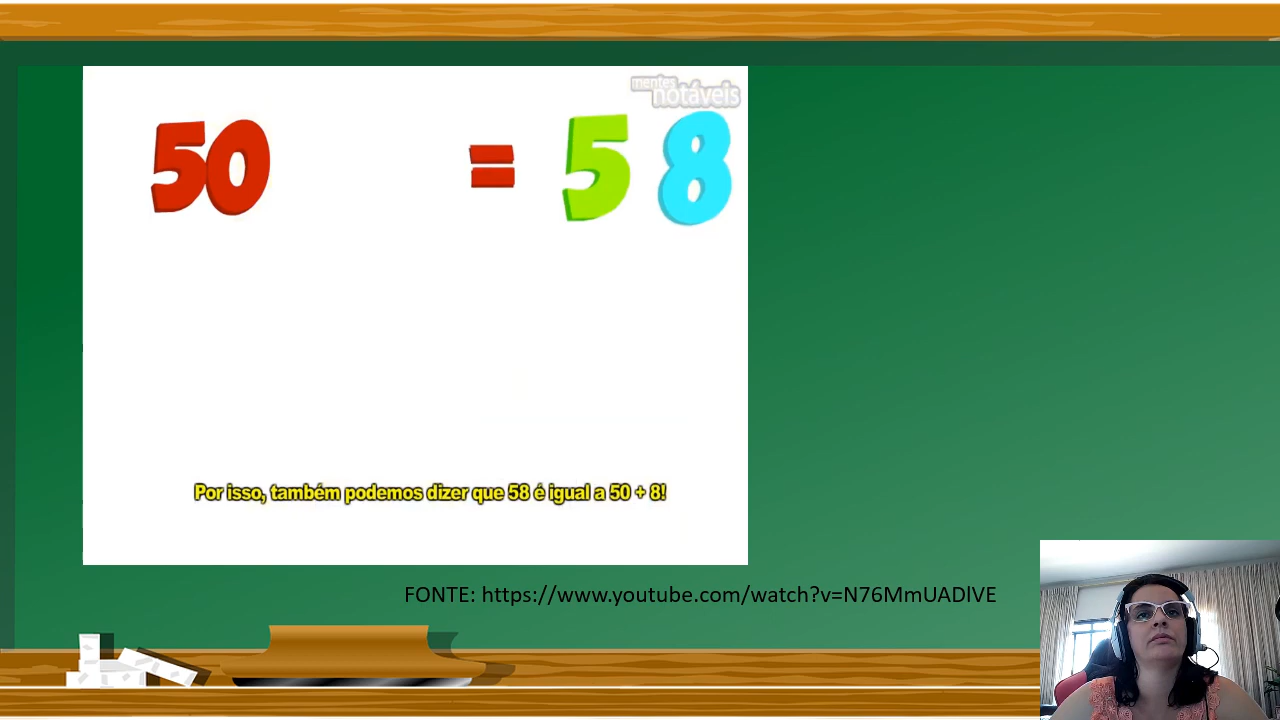 mentes
notáveis
50 = 58
Por isso, também podemos dizer que 58 é igual a 50 + 8!
FONTE: https://www.youtube.com/watch?v=N76MmUADlVE